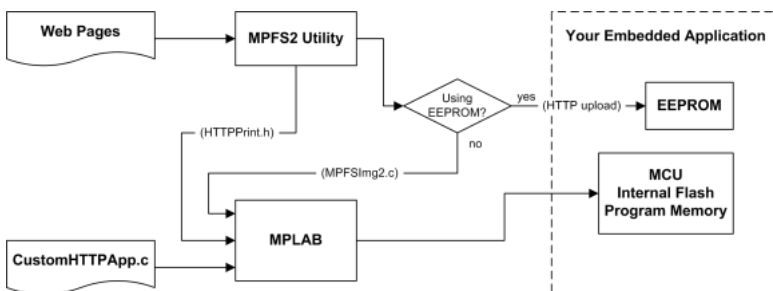 Web Pages
MPFS2 Utility
Your Embedded Application
Using
EEPROM?
yes
(HTTP upload)
EEPROM
(HTTPPrint.h)
no
(MPFSImg2.c)
MCU
Internal Flash
Program Memory
MPLAB
CustomHTTPApp.c